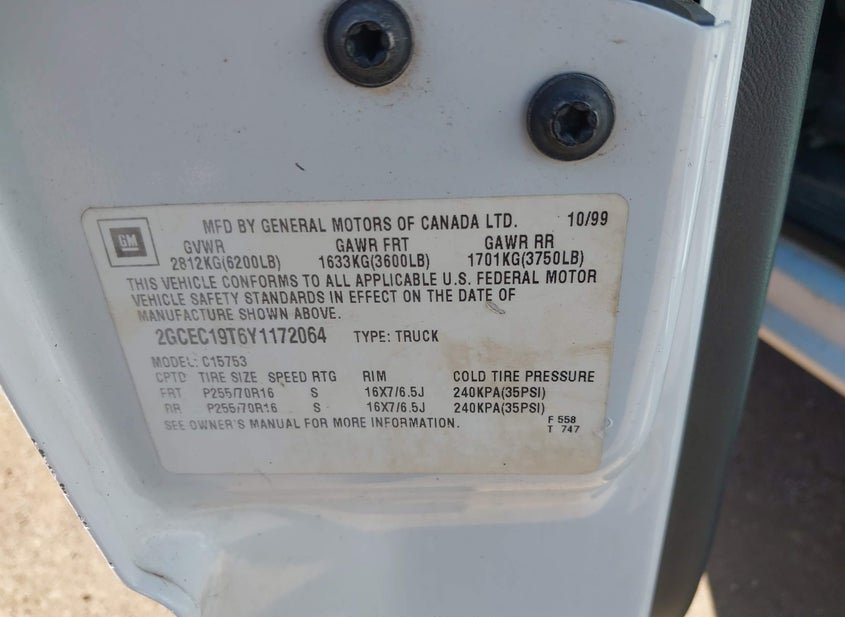 GM
MFD BY GENERAL MOTORS OF CANADA LTD. 10/99
GVWR GAWR FRT GAWR RR
2812KG(6200LB) 1633KG(3600LB) 1701KG(3750LB)
THIS VEHICLE CONFORMS TO ALL APPLICABLE U.S. FEDERAL MOTOR
VEHICLE SAFETY STANDARDS IN EFFECT ON THE DATE OF
MANUFACTURE SHOWN ABOVE.
2GCEC19T6Y1172064 TYPE: TRUCK
MODEL: C15753
CPTD TIRE SIZE SPEED RTG RIM COLD TIRE PRESSURE
FRT P255/70R16 S 16X7/6.5J 240KPA(35PSI)
RR P255/70R16 S 16X7/6.5J 240KPA(35PSI)
SEE OWNER'S MANUAL FOR MORE INFORMATION.
F 558
T 747